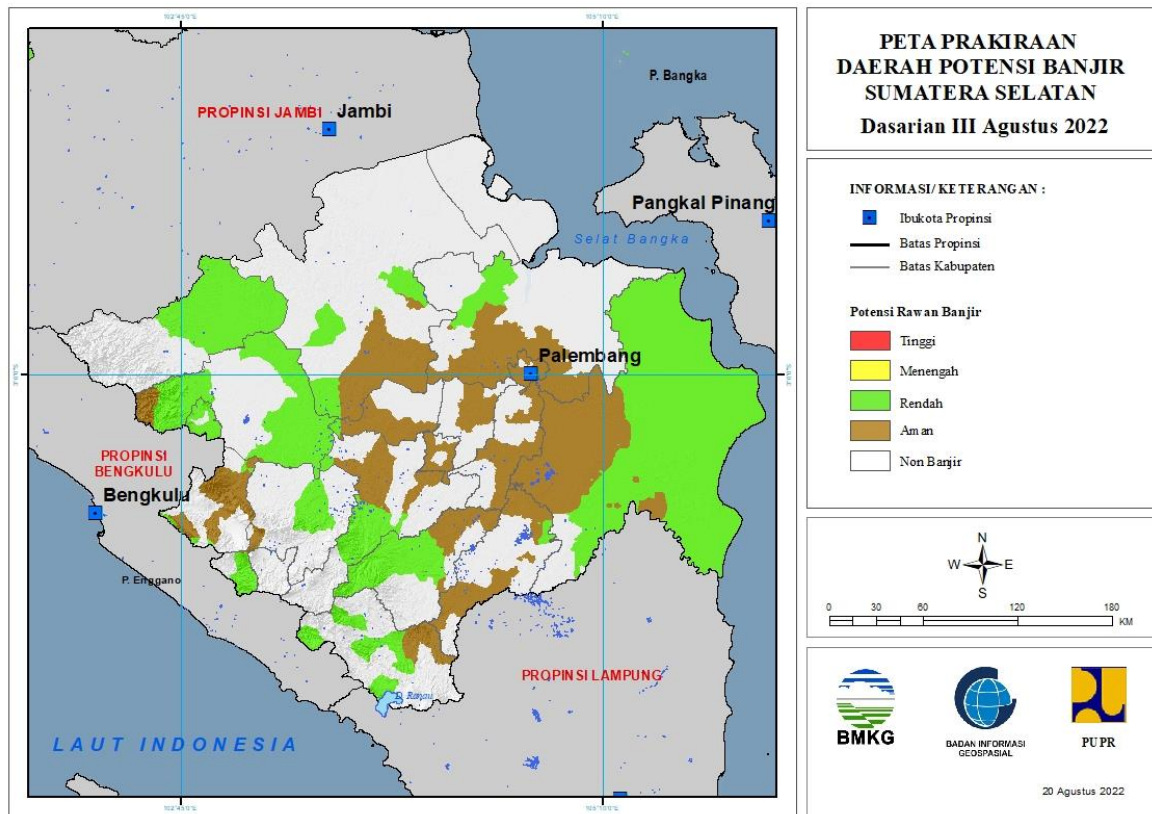 PETA PRAKIRAAN
DAERAH POTENSI BANJIR
SUMATERA SELATAN
Dasarian III Agustus 2022
INFORMASI/ KETERANGAN :
Ibukota Propinsi
Batas Propinsi
Batas Kabupaten
Potensi Rawan Banjir
Tinggi
Menengah
Rendah
Aman
Non Banjir
N
W E
S
0 30 60 120 180
KM
BMKG
BADAN INFORMASI
GEOSPASIAL
PUPR
20 Agustus 2022
P. Bangka
PROPINSI JAMBI
Jambi
Pangkal Pinang
Selat Bangka
Palembang
PROPINSI
BENGKULU
Bengkulu
P. Enggano
PROPINSI LAMPUNG
D. Ranau
LAUT INDONESIA